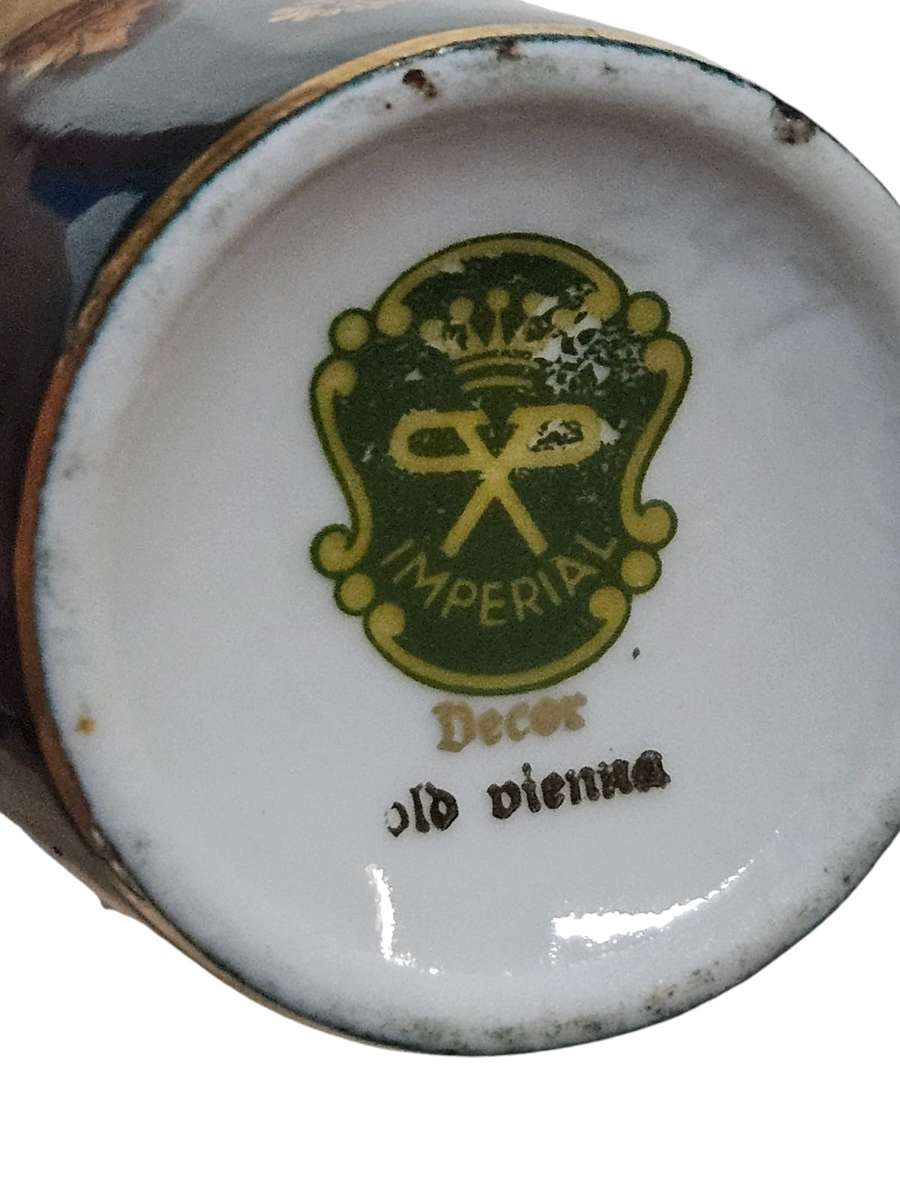 IMPERIAL
Decor
old vienna